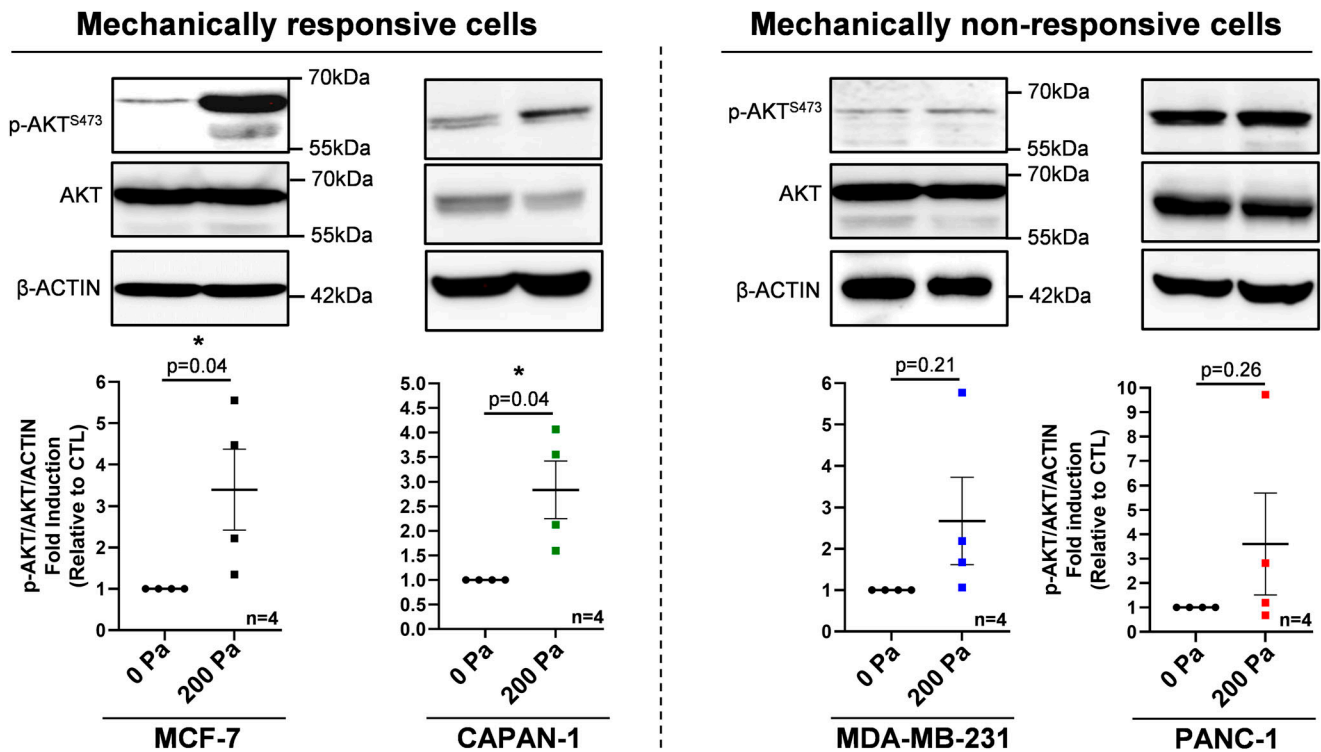 Mechanically responsive cells
Mechanically non-responsive cells
p-AKT^S473
70kDa
55kDa
AKT
70kDa
55kDa
β-ACTIN
42kDa
p-AKT^S473
70kDa
55kDa
AKT
70kDa
55kDa
β-ACTIN
42kDa
*
p=0.04
p-AKT/AKT/ACTIN
Fold Induction
(Relative to CTL)
6
5
4
3
2
1
0
n=4
0 Pa
200 Pa
MCF-7
*
p=0.04
5.0
4.5
4.0
3.5
3.0
2.5
2.0
1.5
1.0
0.5
0.0
n=4
0 Pa
200 Pa
CAPAN-1
p=0.21
6
5
4
3
2
1
0
n=4
0 Pa
200 Pa
MDA-MB-231
p=0.26
p-AKT/AKT/ACTIN
Fold induction
(Relative to CTL)
10
9
8
7
6
5
4
3
2
1
0
n=4
0 Pa
200 Pa
PANC-1